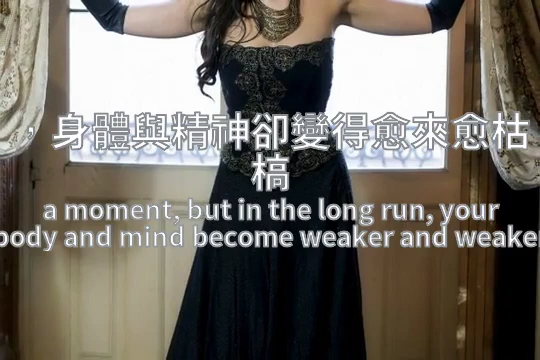 ，身體與精神卻變得愈來愈枯
槁
a moment, but in the long run, your
body and mind become weaker and weaker